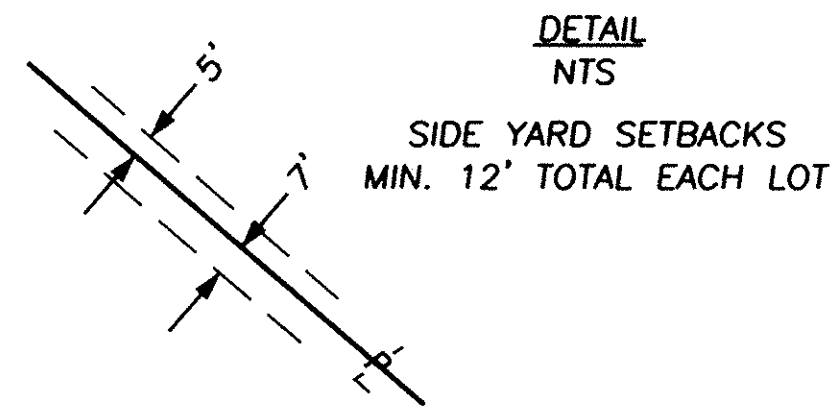 DETAIL
NTS
SIDE YARD SETBACKS
MIN. 12' TOTAL EACH LOT
5'
7'